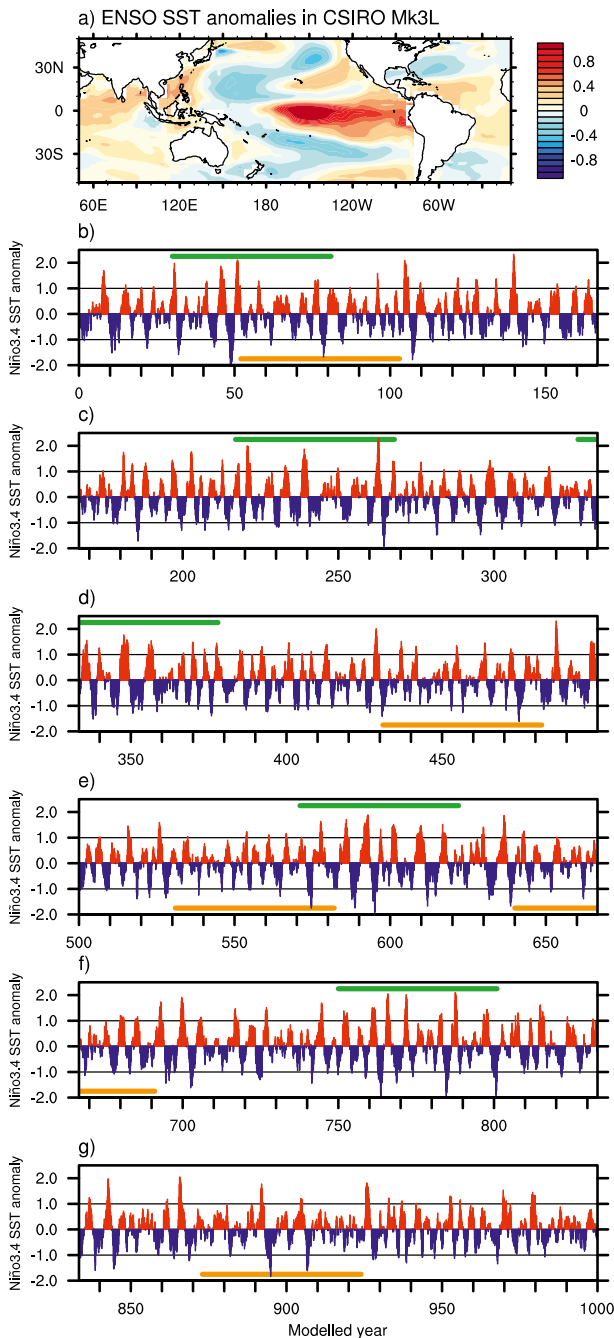 a) ENSO SST anomalies in CSIRO Mk3L
30N
0
30S
60E 120E 180 120W 60W
0.8
0.4
0
-0.4
-0.8
b)
Niño3.4 SST anomaly
2.0
1.0
0.0
-1.0
-2.0
0 50 100 150
c)
Niño3.4 SST anomaly
2.0
1.0
0.0
-1.0
-2.0
200 250 300
d)
Niño3.4 SST anomaly
2.0
1.0
0.0
-1.0
-2.0
350 400 450
e)
Niño3.4 SST anomaly
2.0
1.0
0.0
-1.0
-2.0
500 550 600 650
f)
Niño3.4 SST anomaly
2.0
1.0
0.0
-1.0
-2.0
700 750 800
g)
Niño3.4 SST anomaly
2.0
1.0
0.0
-1.0
-2.0
850 900 950 1000
Modelled year